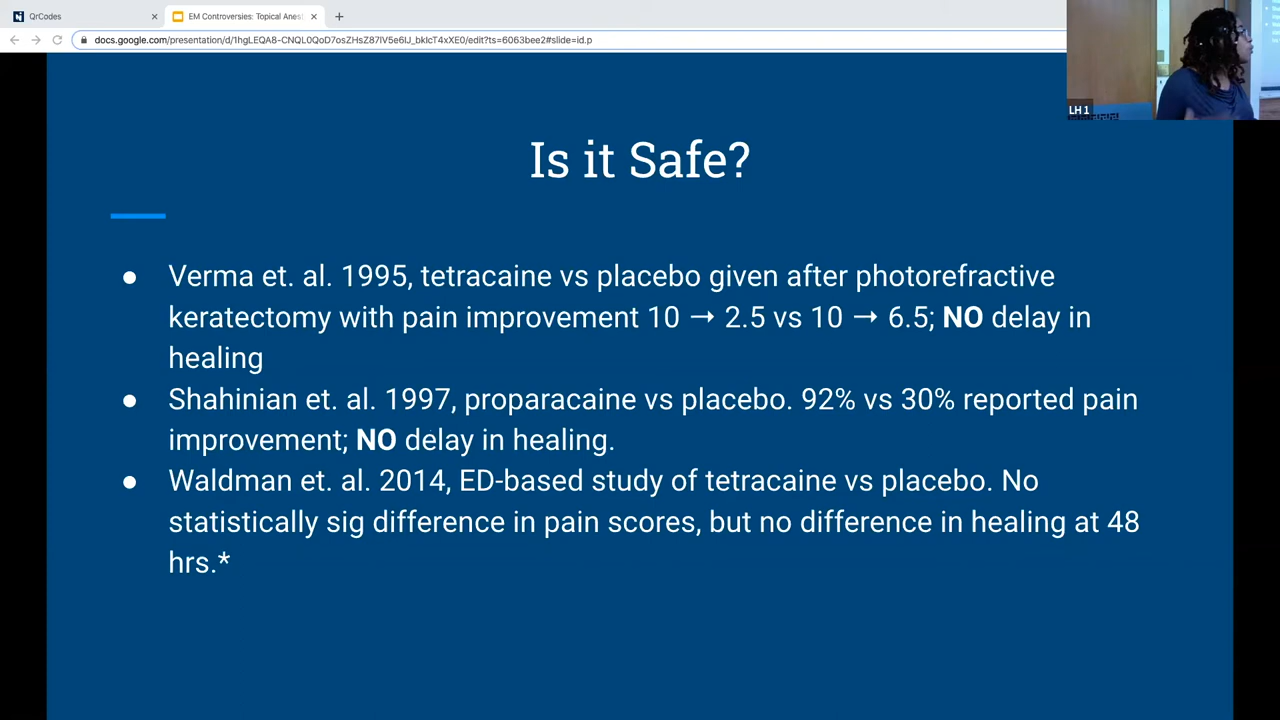 QrCodes
EM Controversies: Topical Anes
docs.google.com/presentation/d/1hgLEQA8-CNQL0QoD7osZHsZ87IV5e6IJ_bkIcT4xXE0/edit?ts=6063bee2#slide=id.p
LH 1
Is it Safe?
● Verma et. al. 1995, tetracaine vs placebo given after photorefractive
keratectomy with pain improvement 10 → 2.5 vs 10 → 6.5; NO delay in
healing
● Shahinian et. al. 1997, proparacaine vs placebo. 92% vs 30% reported pain
improvement; NO delay in healing.
● Waldman et. al. 2014, ED-based study of tetracaine vs placebo. No
statistically sig difference in pain scores, but no difference in healing at 48
hrs.*